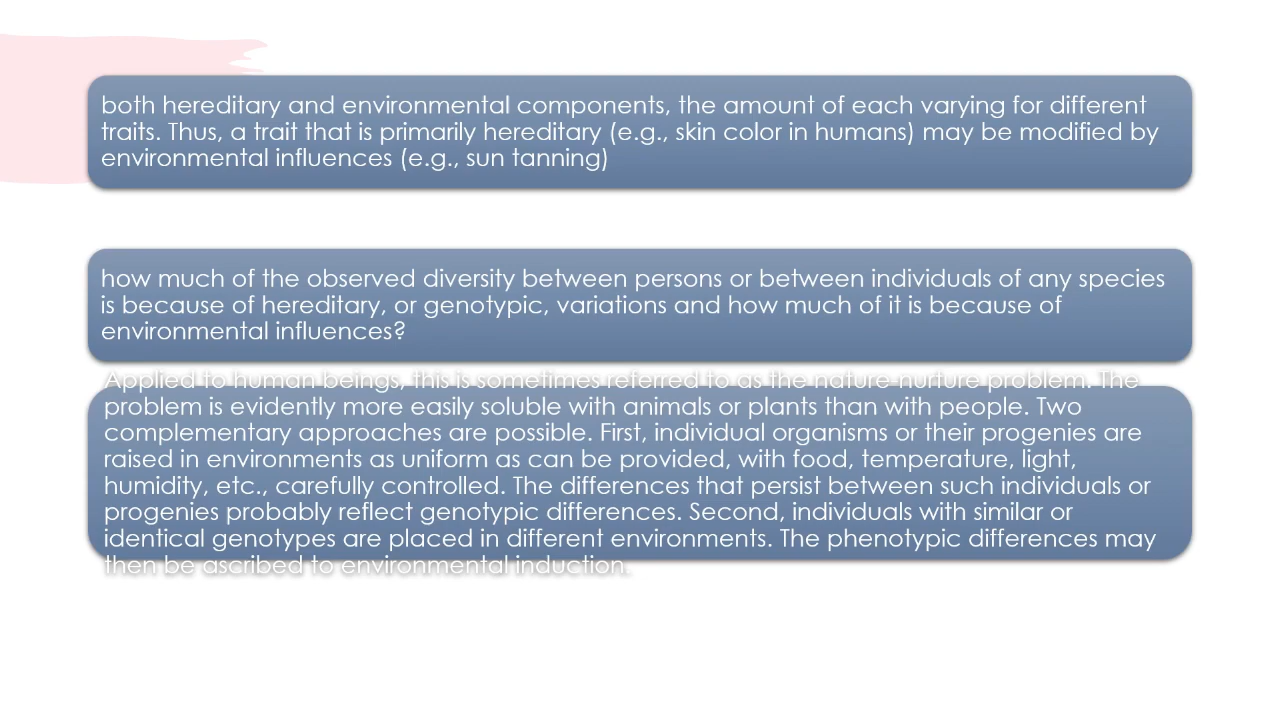 both hereditary and environmental components, the amount of each varying for different
traits. Thus, a trait that is primarily hereditary (e.g., skin color in humans) may be modified by
environmental influences (e.g., sun tanning)
how much of the observed diversity between persons or between individuals of any species
is because of hereditary, or genotypic, variations and how much of it is because of
environmental influences?
Applied to human beings, this is sometimes referred to as the nature-nurture problem. The
problem is evidently more easily soluble with animals or plants than with people. Two
complementary approaches are possible. First, individual organisms or their progenies are
raised in environments as uniform as can be provided, with food, temperature, light,
humidity, etc., carefully controlled. The differences that persist between such individuals or
progenies probably reflect genotypic differences. Second, individuals with similar or
identical genotypes are placed in different environments. The phenotypic differences may
then be ascribed to environmental induction.